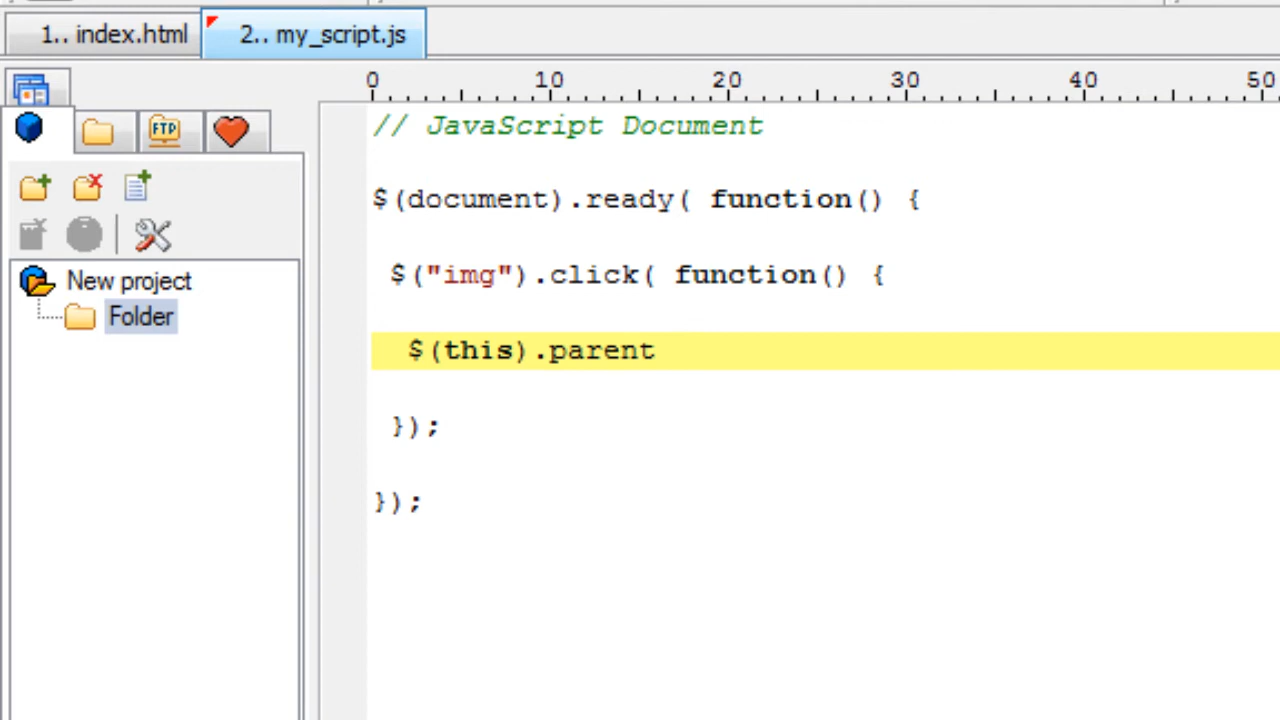 1.. index.html
2.. my_script.js
0 10 20 30 40 50
FTP
New project
Folder
// JavaScript Document
$(document).ready( function() {
$("img").click( function() {
$(this).parent
});
});